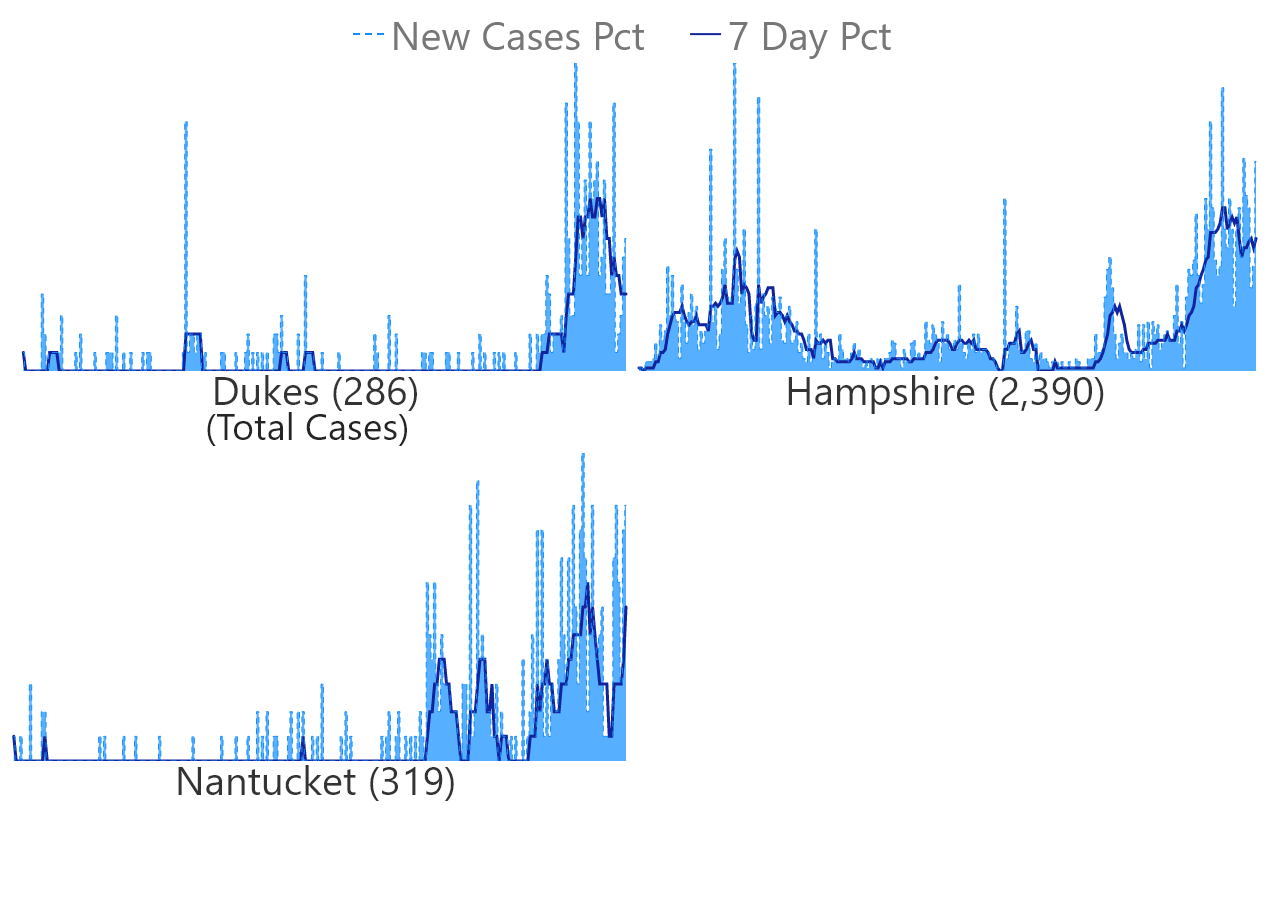 New Cases Pct 7 Day Pct
Dukes (286)
(Total Cases)
Hampshire (2,390)
Nantucket (319)